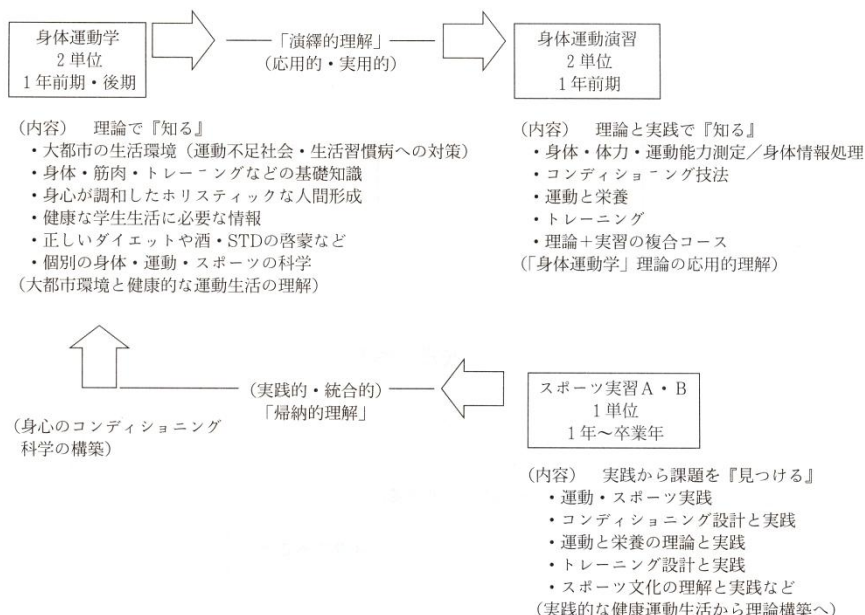 身体運動学
2単位
1年前期・後期
「演繹的理解」
(応用的・実用的)
身体運動演習
2単位
1年前期
(内容) 理論で『知る』
・大都市の生活環境（運動不足社会・生活習慣病への対策）
・身体・筋肉・トレーニングなどの基礎知識
・身心が調和したホリスティックな人間形成
・健康な学生生活に必要な情報
・正しいダイエットや酒・STDの啓蒙など
・個別の身体・運動・スポーツの科学
(大都市環境と健康的な運動生活の理解)
(内容) 理論と実践で『知る』
・身体・体力・運動能力測定／身体情報処理
・コンディショニング技法
・運動と栄養
・トレーニング
・理論＋実習の複合コース
(「身体運動学」理論の応用的理解)
(実践的・統合的)
「帰納的理解」
(身心のコンディショニング
科学の構築)
スポーツ実習A・B
1単位
1年～卒業年
(内容) 実践から課題を『見つける』
・運動・スポーツ実践
・コンディショニング設計と実践
・運動と栄養の理論と実践
・トレーニング設計と実践
・スポーツ文化の理解と実践など
(実践的な健康運動生活から理論構築へ)